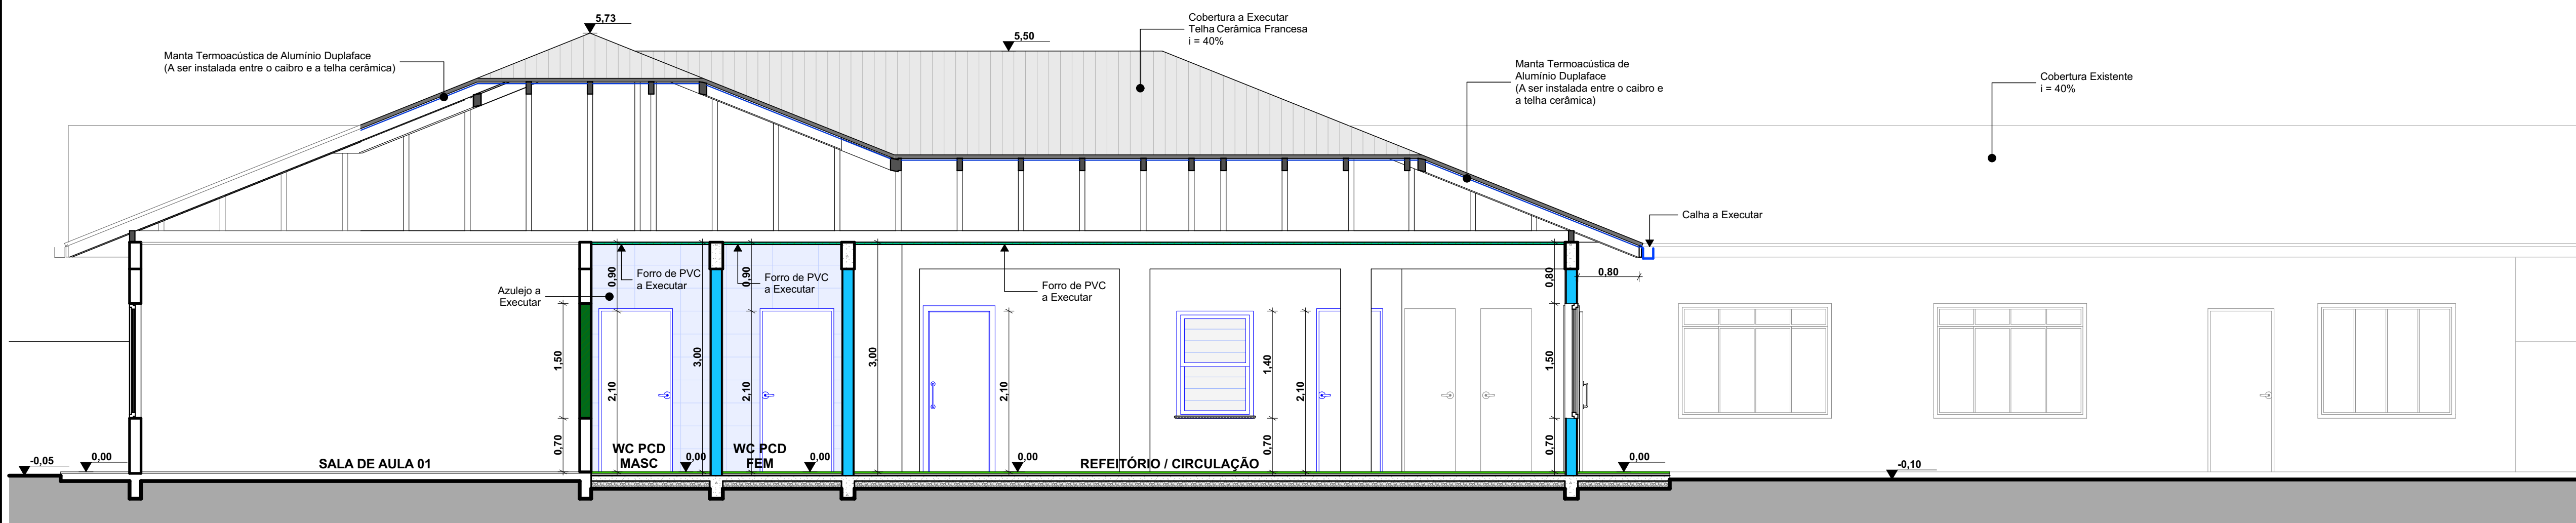 5,73
Cobertura a Executar
Telha Cerâmica Francesa
i = 40%
5,50
Manta Termoacústica de Alumínio Duplaface
(A ser instalada entre o caibro e a telha cerâmica)
Manta Termoacústica de
Alumínio Duplaface
(A ser instalada entre o caibro e
a telha cerâmica)
Cobertura Existente
i = 40%
Calha a Executar
0,90
Forro de PVC
a Executar
0,90
Forro de PVC
a Executar
Forro de PVC
a Executar
0,80
0,80
Azulejo a
Executar
1,50
3,00
3,00
1,40
1,50
2,10
2,10
2,10
2,10
0,70
0,70
0,70
-0,05
0,00
SALA DE AULA 01
WC PCD
MASC
0,00
WC PCD
FEM
0,00
0,00
REFEITÓRIO / CIRCULAÇÃO
0,00
-0,10